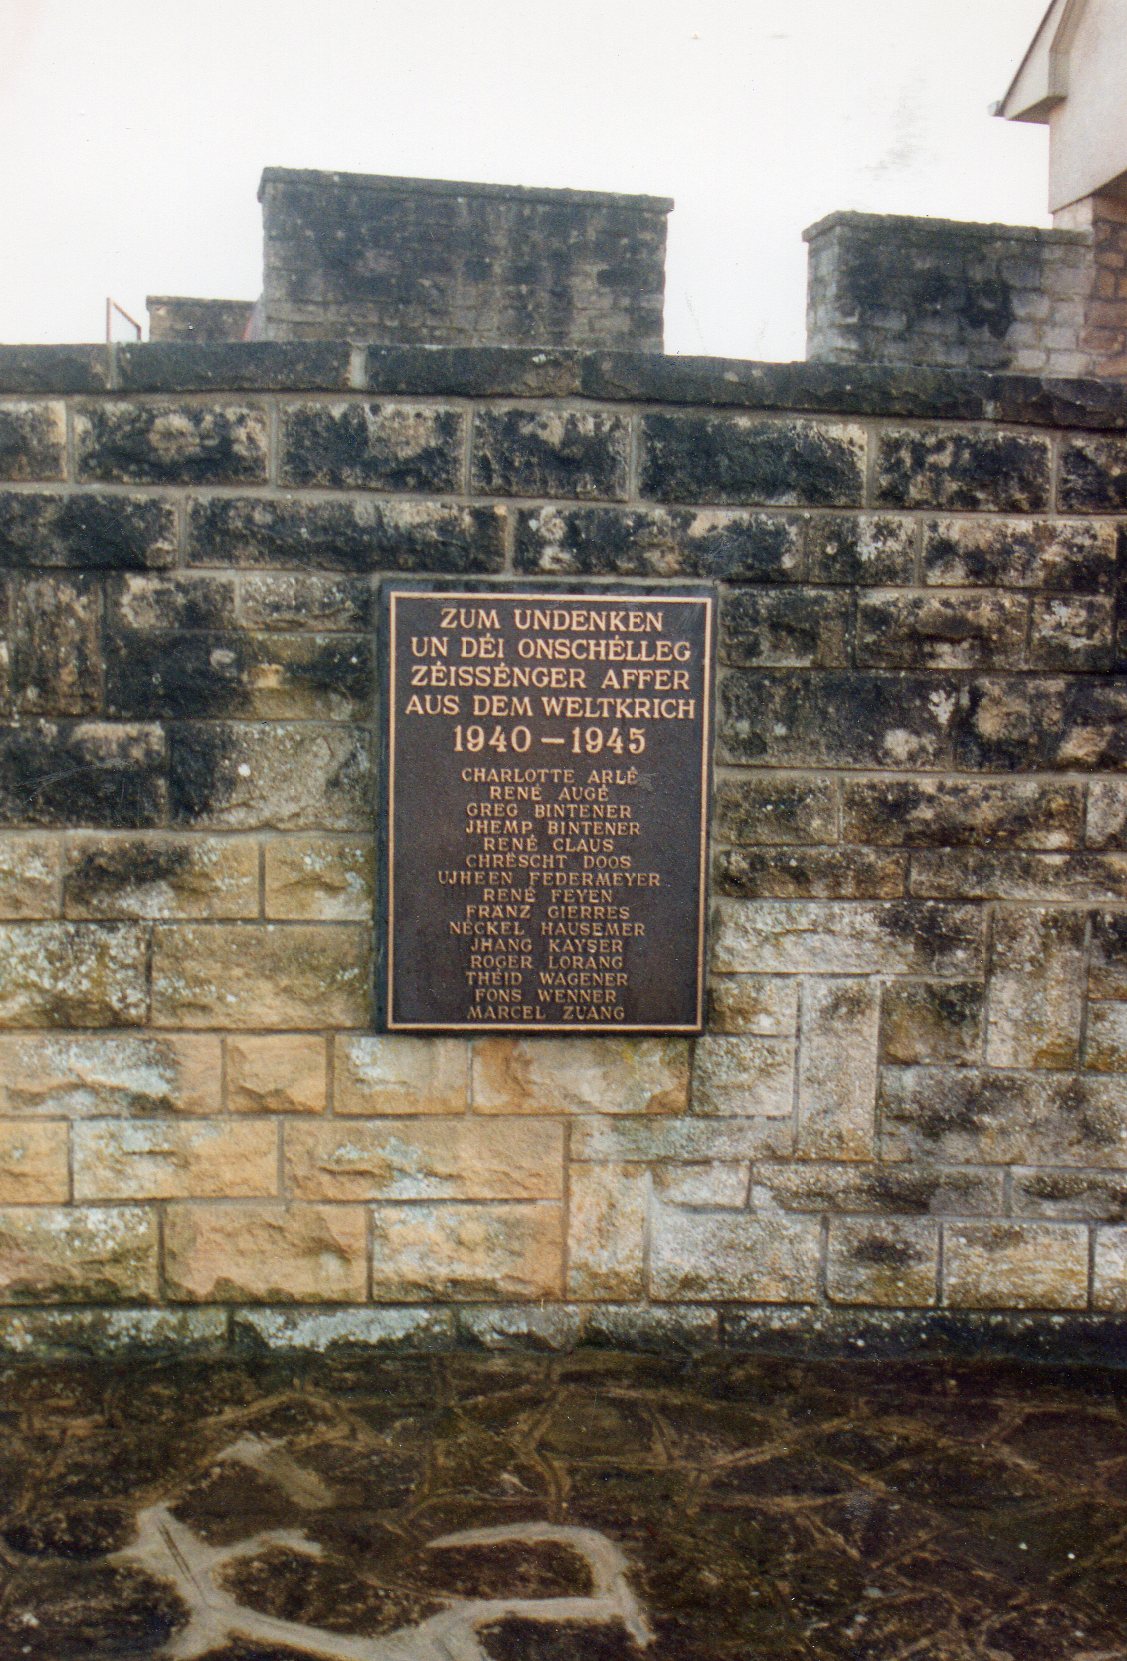 ZUM UNDENKEN
UN DÉI ONSCHËLLEG
ZÉISSËNGER AFFER
AUS DEM WELTKRICH
1940 – 1945
CHARLOTTE ARLÉ
RENÉ AUGÉ
GREG BINTENER
JHEMP BINTENER
RENÉ CLAUS
CHRËSCHT DOOS
UJHEEN FEDERMEYER
RENÉ FEYEN
FRANZ GIERRES
NECKEL HAUSEMER
JHANG KAYSER
ROGER LORANG
THÉID WAGENER
FONS WENNER
MARCEL ZUANG